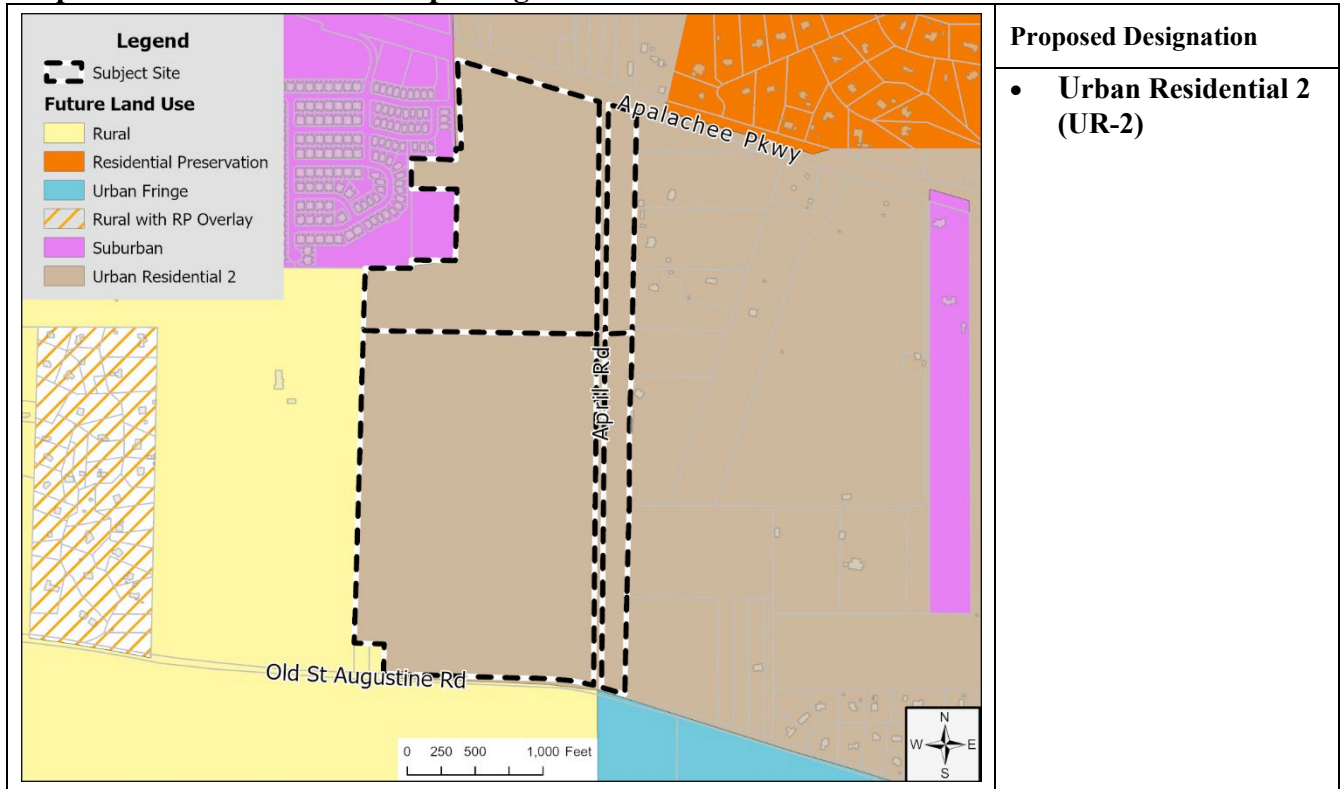 Legend
Subject Site
Future Land Use
Rural
Residential Preservation
Urban Fringe
Rural with RP Overlay
Suburban
Urban Residential 2
Apalachee Pkwy
April Rd
Old St Augustine Rd
0 250 500 1,000 Feet
N
W E
S
Proposed Designation
• Urban Residential 2
(UR-2)